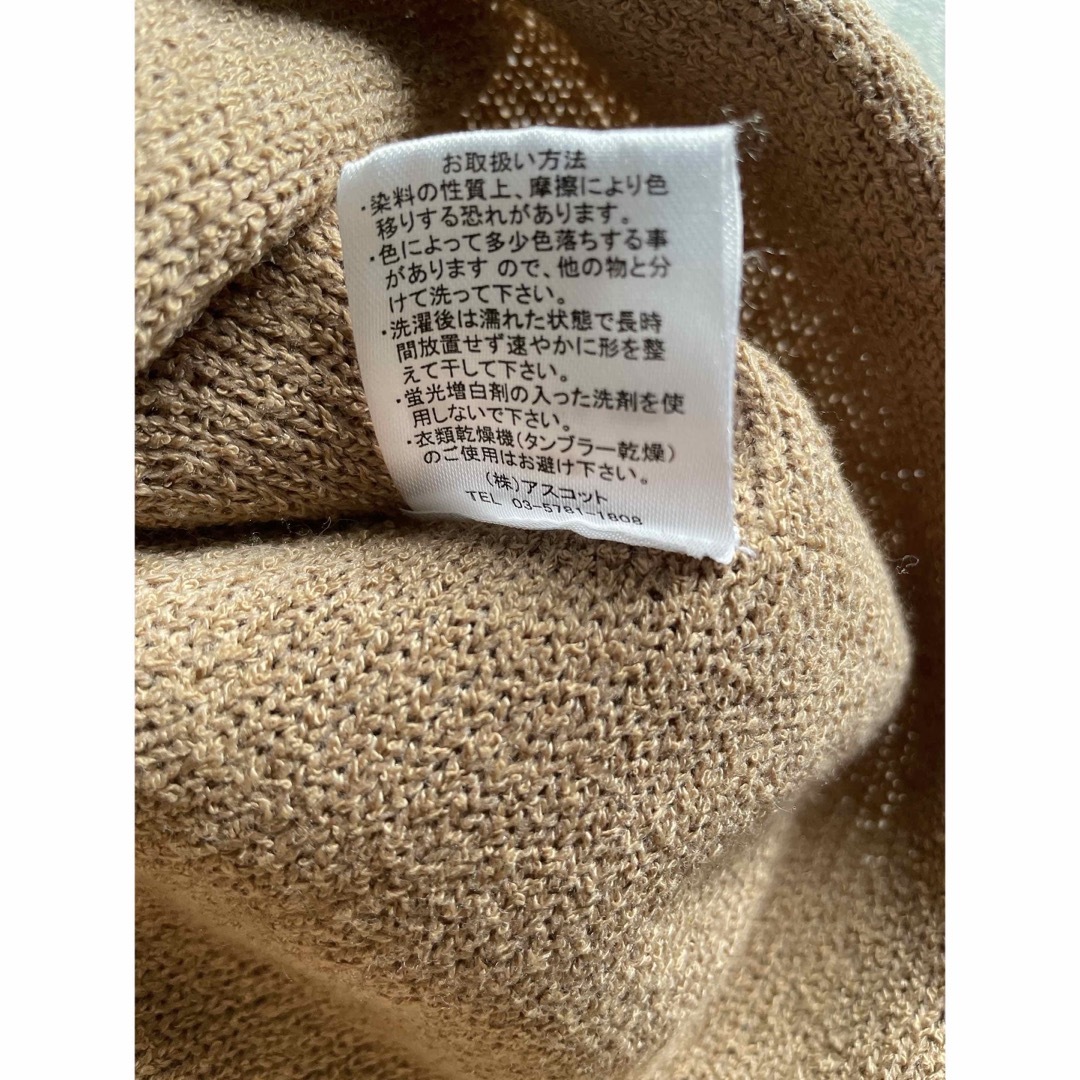 お取扱い方法
・染料の性質上、摩擦により色
移りする恐れがあります。
・色によって多少色落ちする事
があります ので、他の物と分
けて洗って下さい。
・洗濯後は濡れた状態で長時
間放置せず速やかに形を整
えて干して下さい。
・蛍光増白剤の入った洗剤を使
用しないで下さい。
・衣類乾燥機(タンブラー乾燥)
のご使用はお避け下さい。
(株)アスコット
TEL 03-5781-1808